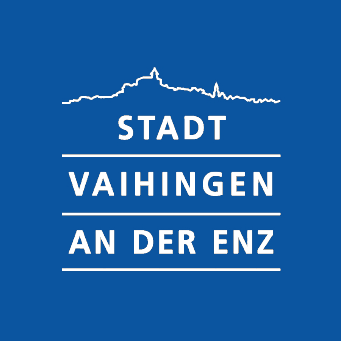 STADT
VAIHINGEN
AN DER ENZ